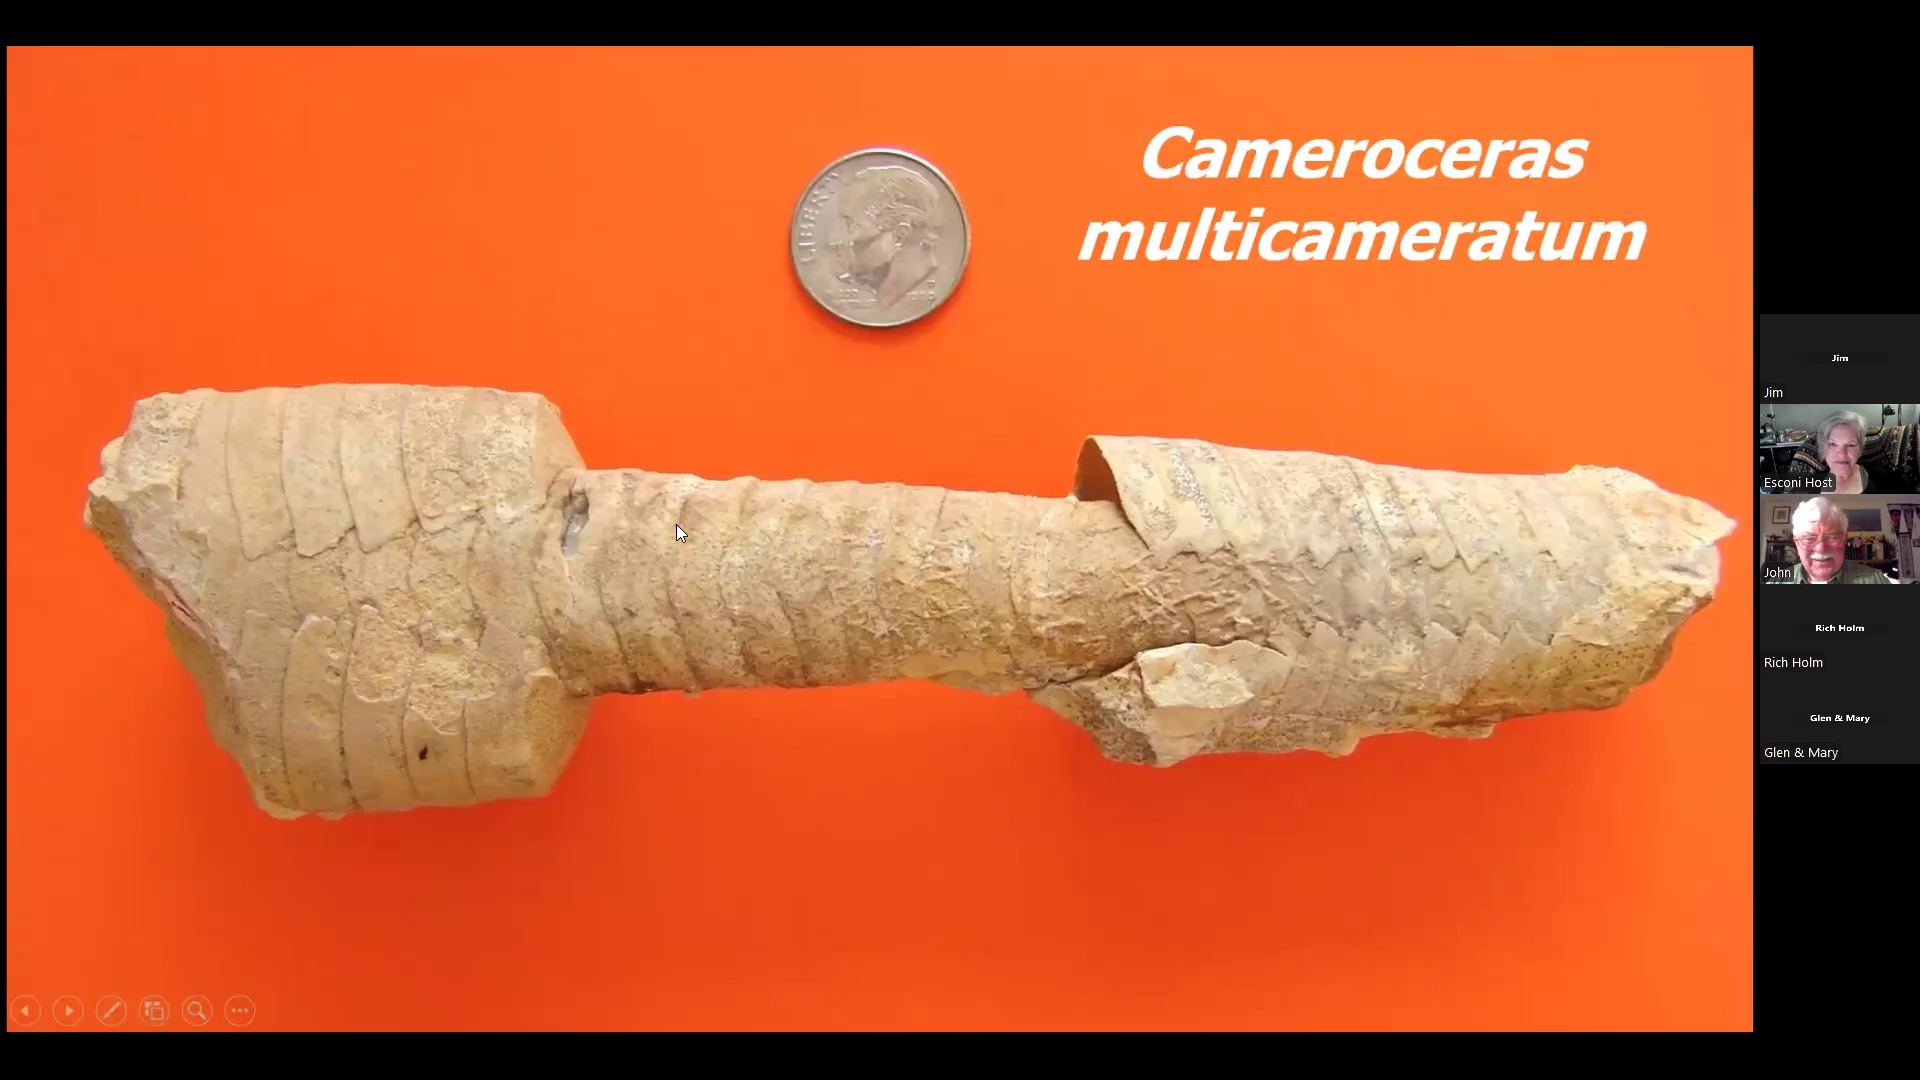 Cameroceras
multicameratum
LIBERTY
Jim
Jim
Esconi Host
John
Rich Holm
Rich Holm
Glen & Mary
Glen & Mary